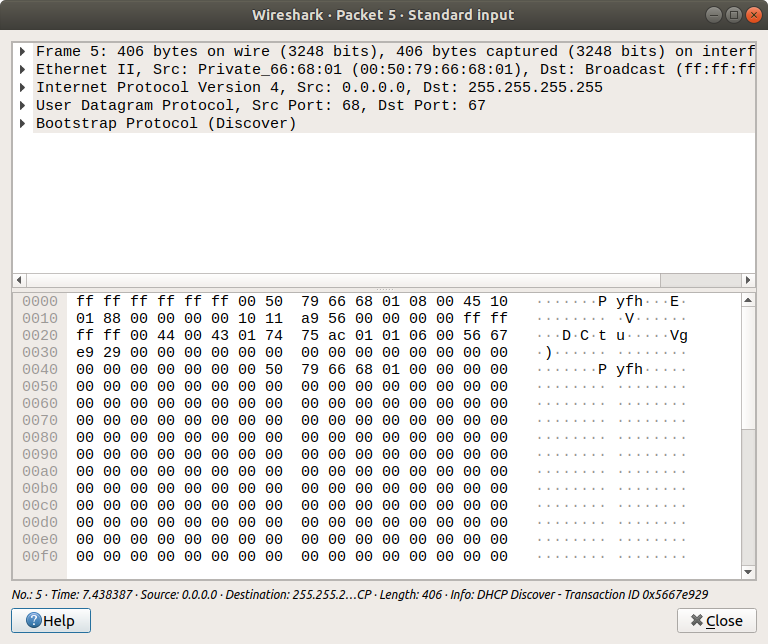 Wireshark · Packet 5 · Standard input
Frame 5: 406 bytes on wire (3248 bits), 406 bytes captured (3248 bits) on interf
Ethernet II, Src: Private_66:68:01 (00:50:79:66:68:01), Dst: Broadcast (ff:ff:ff
Internet Protocol Version 4, Src: 0.0.0.0, Dst: 255.255.255.255
User Datagram Protocol, Src Port: 68, Dst Port: 67
Bootstrap Protocol (Discover)
0000 ff ff ff ff ff ff 00 50 79 66 68 01 08 00 45 10 ·······P yfh···E·
0010 01 88 00 00 00 00 10 11 a9 56 00 00 00 00 ff ff ········ ·V······
0020 ff ff 00 44 00 43 01 74 75 ac 01 01 06 00 56 67 ···D·C·t u·····Vg
0030 e9 29 00 00 00 00 00 00 00 00 00 00 00 00 00 00 ·)······ ········
0040 00 00 00 00 00 00 00 50 79 66 68 01 00 00 00 00 ·······P yfh·····
0050 00 00 00 00 00 00 00 00 00 00 00 00 00 00 00 00 ········ ········
0060 00 00 00 00 00 00 00 00 00 00 00 00 00 00 00 00 ········ ········
0070 00 00 00 00 00 00 00 00 00 00 00 00 00 00 00 00 ········ ········
0080 00 00 00 00 00 00 00 00 00 00 00 00 00 00 00 00 ········ ········
0090 00 00 00 00 00 00 00 00 00 00 00 00 00 00 00 00 ········ ········
00a0 00 00 00 00 00 00 00 00 00 00 00 00 00 00 00 00 ········ ········
00b0 00 00 00 00 00 00 00 00 00 00 00 00 00 00 00 00 ········ ········
00c0 00 00 00 00 00 00 00 00 00 00 00 00 00 00 00 00 ········ ········
00d0 00 00 00 00 00 00 00 00 00 00 00 00 00 00 00 00 ········ ········
00e0 00 00 00 00 00 00 00 00 00 00 00 00 00 00 00 00 ········ ········
00f0 00 00 00 00 00 00 00 00 00 00 00 00 00 00 00 00 ········ ········
No.: 5 · Time: 7.438387 · Source: 0.0.0.0 · Destination: 255.255.2…CP · Length: 406 · Info: DHCP Discover - Transaction ID 0x5667e929
Help
Close